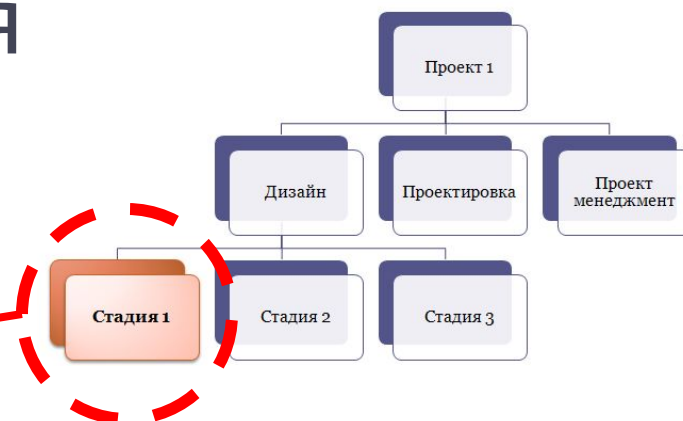 я
Проект 1
Дизайн
Проектировка
Проект
менеджмент
Стадия 1
Стадия 2
Стадия 3